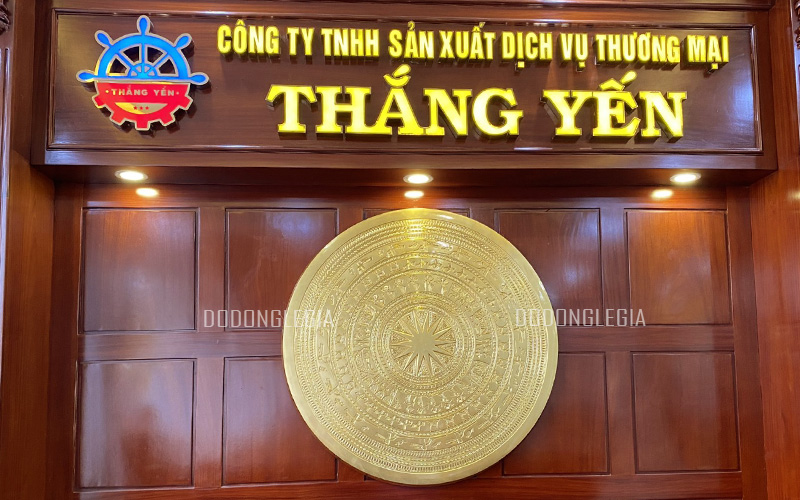 CÔNG TY TNHH SẢN XUẤT DỊCH VỤ THƯƠNG MẠI
THẮNG YẾN
THẮNG YẾN
DODONGLEGIA
DODONGLEGIA